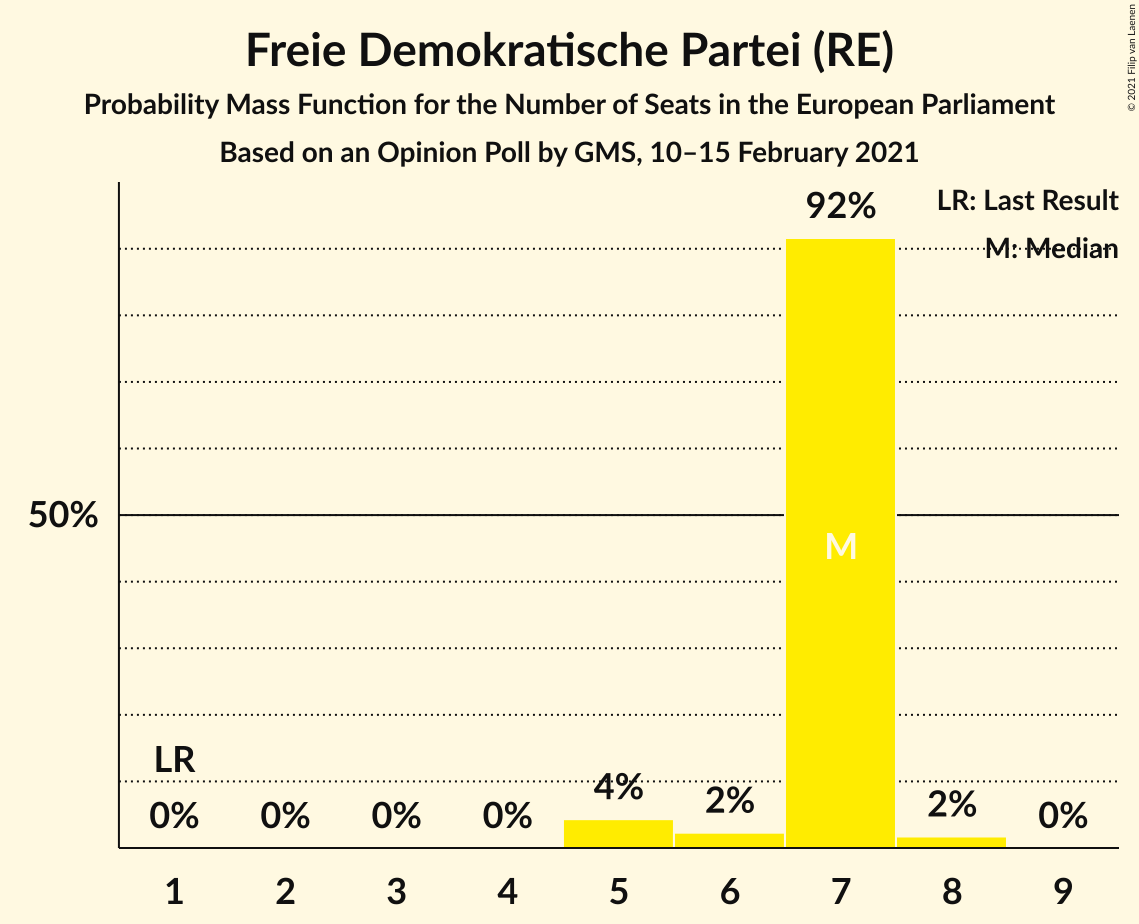 Freie Demokratische Partei (RE)
Probability Mass Function for the Number of Seats in the European Parliament
Based on an Opinion Poll by GMS, 10–15 February 2021
© 2021 Filip van Laenen
LR: Last Result
M: Median
92%
50%
M
LR
0%
0%
0%
0%
4%
2%
2%
0%
1 2 3 4 5 6 7 8 9